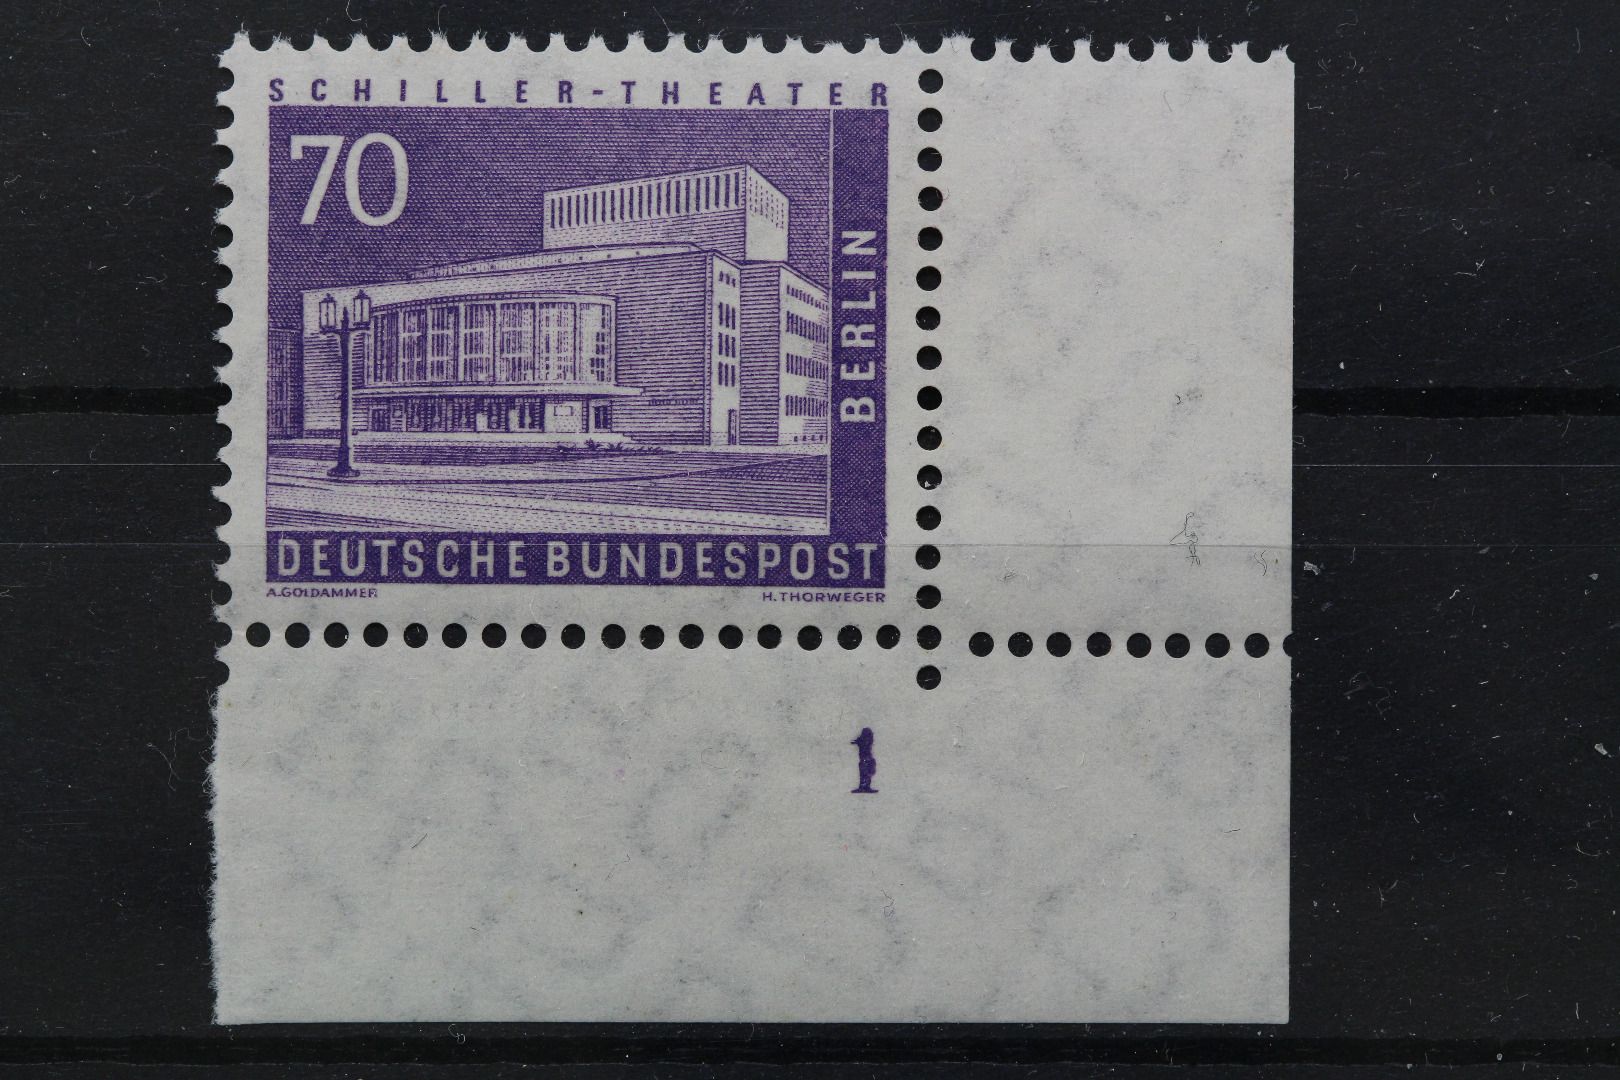 SCHILLER-THEATER
70
BERLIN
DEUTSCHE BUNDESPOST
A.GOLDAMMER
H.THORWEGER
1